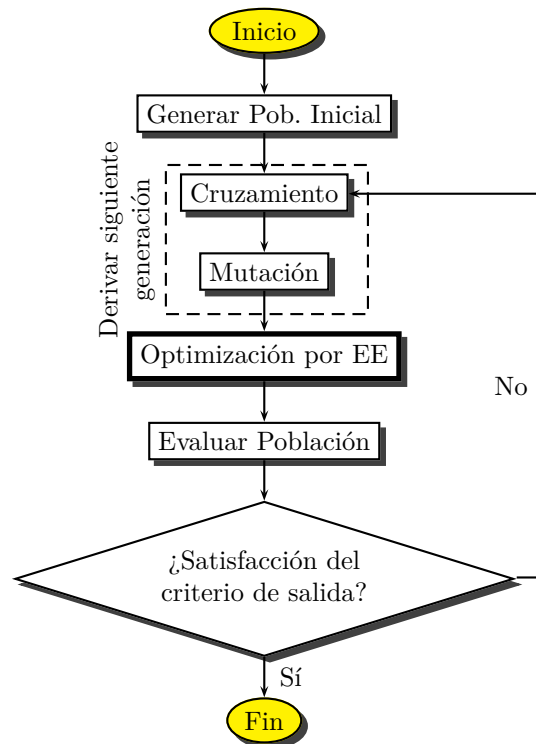 Inicio
Generar Pob. Inicial
Derivar siguiente
generación
Cruzamiento
Mutación
Optimización por EE
No
Evaluar Población
¿Satisfacción del
criterio de salida?
Sí
Fin